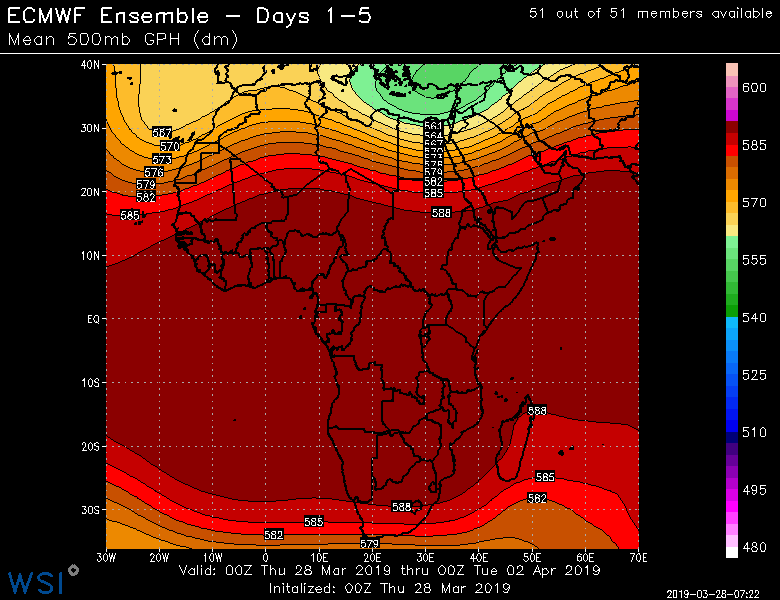 ECMWF Ensemble – Days 1–5
51 out of 51 members available
Mean 500mb GPH (dm)
40N
30N
20N
10N
EQ
10S
20S
30S
567
570
573
576
579
582
585
561
564
567
570
573
576
579
582
585
588
588
585
582
588
585
582
579
600
585
570
555
540
525
510
495
480
30W 20W 10W 0 10E 20E 30E 40E 50E 60E 70E
Valid: 00Z Thu 28 Mar 2019 thru 00Z Tue 02 Apr 2019
Initalized: 00Z Thu 28 Mar 2019
WSI
2019-03-28-07:22